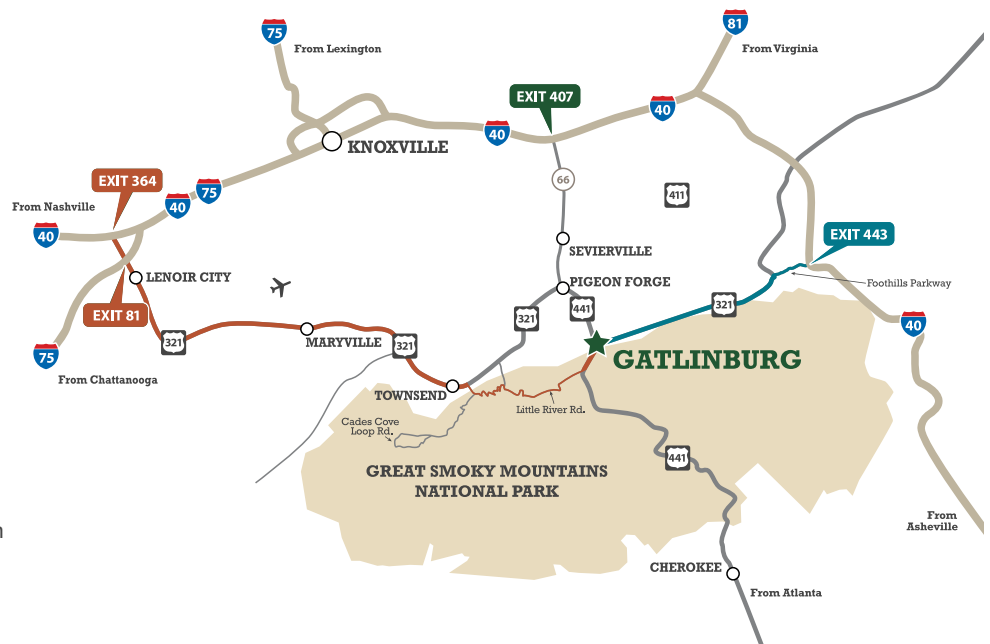 75
From Lexington
81
From Virginia
EXIT 407
40
40
KNOXVILLE
EXIT 364
66
75
40
411
From Nashville
40
EXIT 443
SEVIERVILLE
LENOIR CITY
PIGEON FORGE
Foothills Parkway
EXIT 81
441
321
321
321
MARYVILLE
321
40
75
GATLINBURG
From Chattanooga
TOWNSEND
Little River Rd.
Cades Cove
Loop Rd.
441
GREAT SMOKY MOUNTAINS
NATIONAL PARK
From
Asheville
n
CHEROKEE
From Atlanta